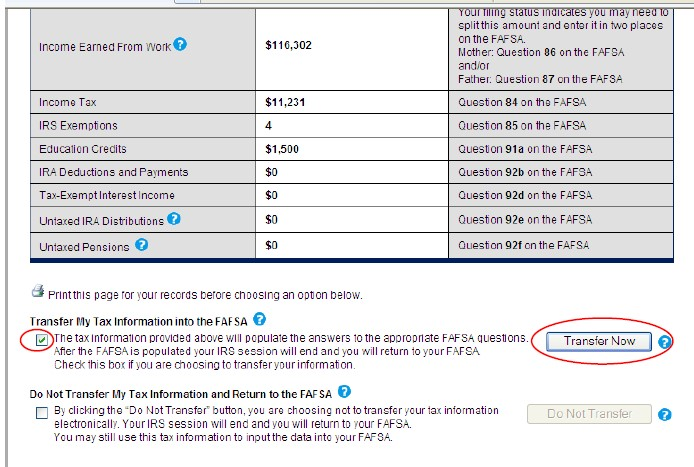 Your filing status indicates you may need to
split this amount and enter it in two places
on the FAFSA.
Income Earned From Work
$116,302
Mother: Question 86 on the FAFSA
and/or
Father: Question 87 on the FAFSA
Income Tax $11,231 Question 84 on the FAFSA
IRS Exemptions 4 Question 85 on the FAFSA
Education Credits $1,500 Question 91a on the FAFSA
IRA Deductions and Payments $0 Question 92b on the FAFSA
Tax-Exempt Interest Income $0 Question 92d on the FAFSA
Untaxed IRA Distributions ? $0 Question 92e on the FAFSA
Untaxed Pensions ? $0 Question 92f on the FAFSA
Print this page for your records before choosing an option below.
Transfer My Tax Information into the FAFSA ?
The tax information provided above will populate the answers to the appropriate FAFSA questions.
After the FAFSA is populated your IRS session will end and you will return to your FAFSA
Check this box if you are choosing to transfer your information.
Transfer Now ?
Do Not Transfer My Tax Information and Return to the FAFSA ?
By clicking the "Do Not Transfer" button, you are choosing not to transfer your tax information
electronically. Your IRS session will end and you will return to your FAFSA.
You may still use this tax information to input the data into your FAFSA.
Do Not Transfer ?